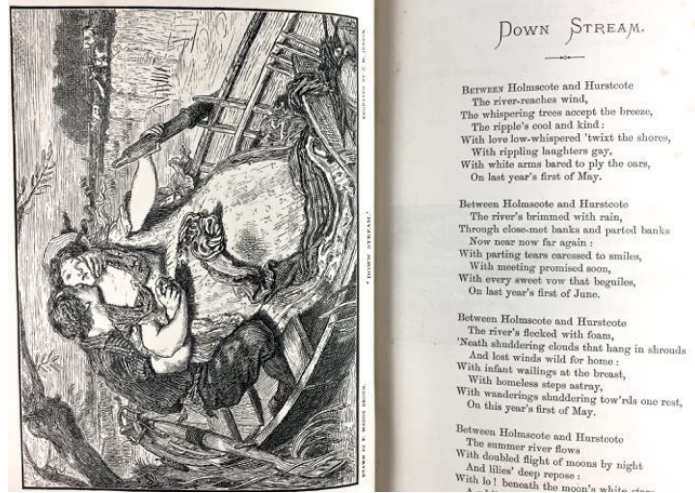 DRAWN BY F. MADOX BROWN.
"DOWN STREAM."
ENGRAVED BY C. M. JENKIN.
DOWN STREAM.
BETWEEN Holmscote and Hurstcote
The river-reaches wind,
The whispering trees accept the breeze,
The ripple's cool and kind:
With love low-whispered 'twixt the shores,
With rippling laughters gay,
With white arms bared to ply the oars,
On last year's first of May.
Between Holmscote and Hurstcote
The river's brimmed with rain,
Through close-met banks and parted banks
Now near now far again:
With parting tears caressed to smiles,
With meeting promised soon,
With every sweet vow that beguiles,
On last year's first of June.
Between Holmscote and Hurstcote
The river's flecked with foam,
'Neath shuddering clouds that hang in shrouds
And lost winds wild for home:
With infant wailings at the breast,
With homeless steps astray,
With wanderings shuddering tow'rds one rest,
On this year's first of May.
Between Holmscote and Hurstcote
The summer river flows
With doubled flight of moons by night
And lilies' deep repose:
With lo! beneath the moon's white stare